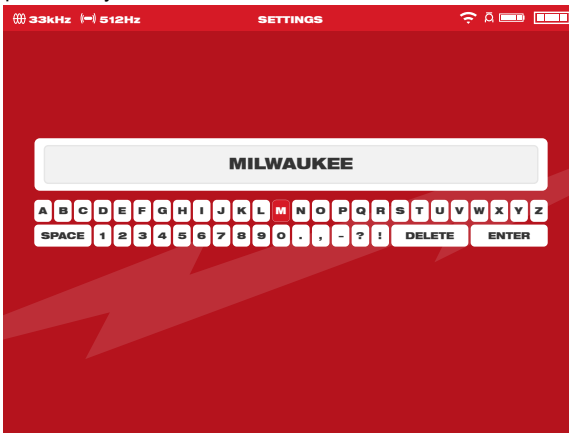 33kHz 512Hz SETTINGS
MILWAUKEE
A B C D E F G H I J K L M N O P Q R S T U V W X Y Z
SPACE 1 2 3 4 5 6 7 8 9 0 . , - ? ! DELETE ENTER